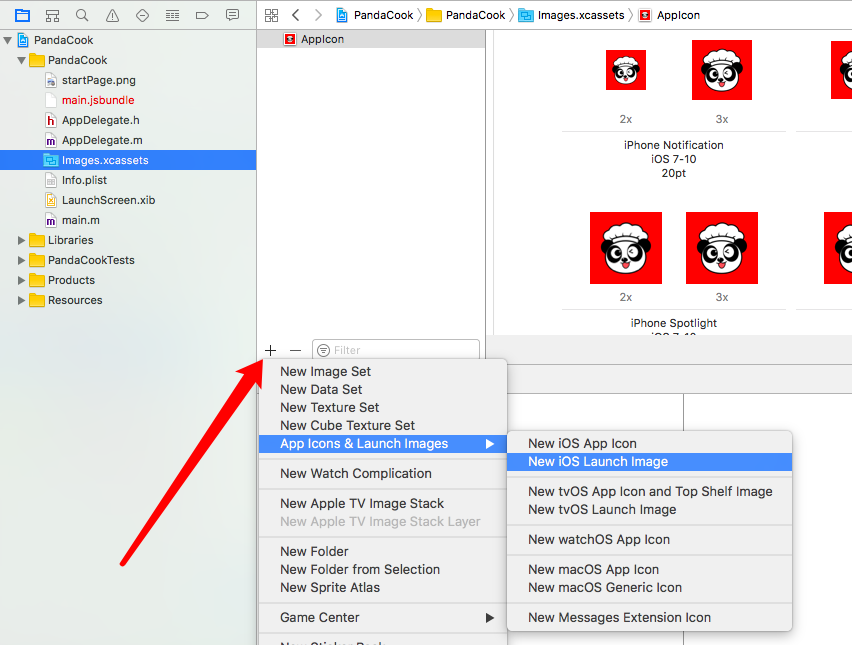 PandaCook
PandaCook
startPage.png
main.jsbundle
AppDelegate.h
AppDelegate.m
Images.xcassets
Info.plist
LaunchScreen.xib
main.m
Libraries
PandaCookTests
Products
Resources
PandaCook
PandaCook
Images.xcassets
AppIcon
AppIcon
2x
3x
iPhone Notification
iOS 7-10
20pt
2x
3x
iPhone Spotlight
Filter
New Image Set
New Data Set
New Texture Set
New Cube Texture Set
App Icons & Launch Images
New Watch Complication
New Apple TV Image Stack
New Apple TV Image Stack Layer
New Folder
New Folder from Selection
New Sprite Atlas
Game Center
New iOS App Icon
New iOS Launch Image
New tvOS App Icon and Top Shelf Image
New tvOS Launch Image
New watchOS App Icon
New macOS App Icon
New macOS Generic Icon
New Messages Extension Icon